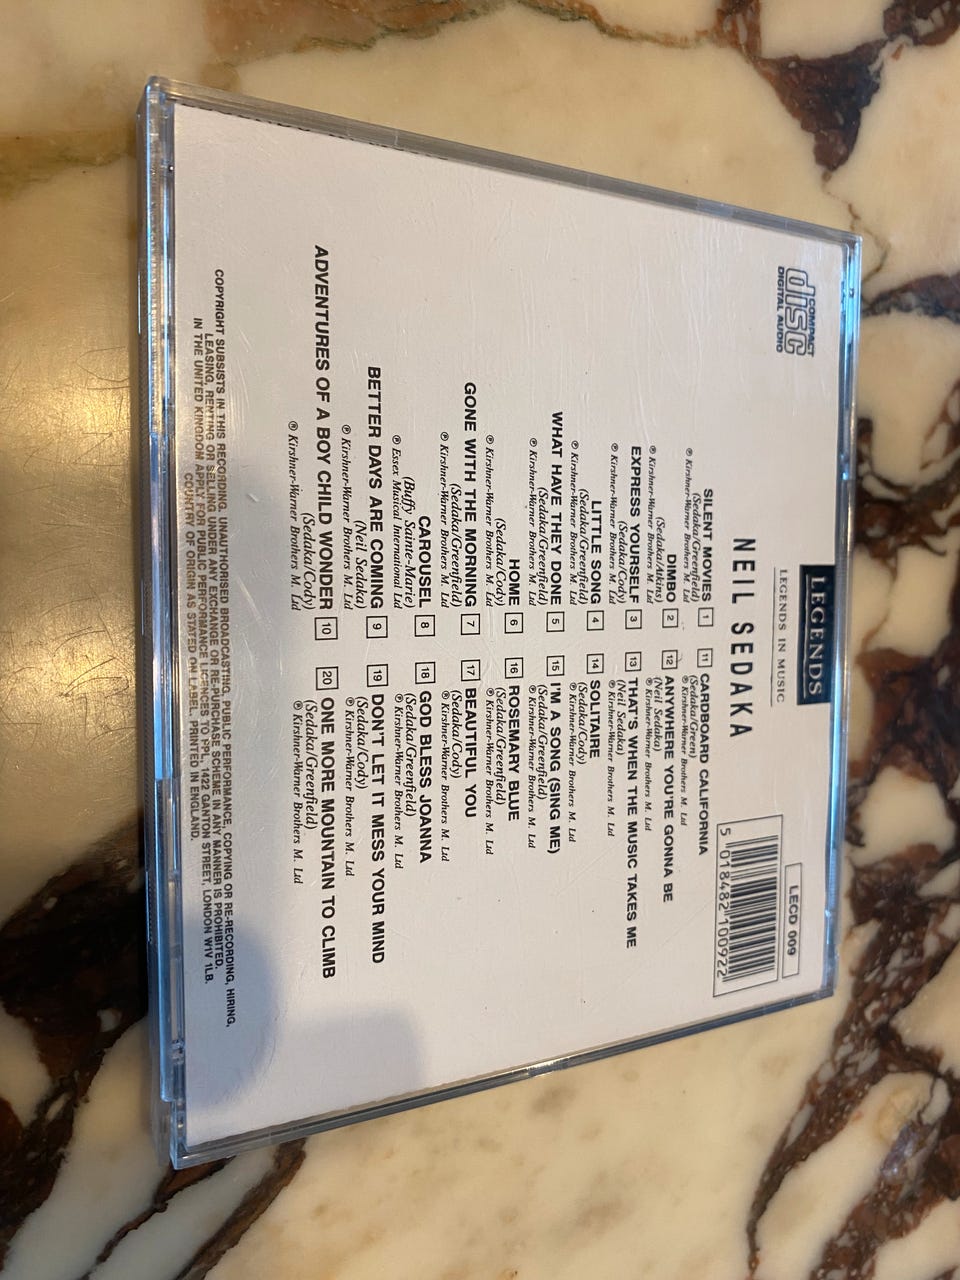 COMPACT
disc
DIGITAL AUDIO
LEGENDS
LEGENDS IN MUSIC
LECD 009
5 018482 100922
NEIL SEDAKA
SILENT MOVIES 1
(Sedaka/Greenfield)
℗ Kirshner-Warner Brothers M. Ltd
DIMBO 2
(Sedaka/Atkins)
℗ Kirshner-Warner Brothers M. Ltd
EXPRESS YOURSELF 3
(Sedaka/Cody)
℗ Kirshner-Warner Brothers M. Ltd
LITTLE SONG 4
(Sedaka/Greenfield)
℗ Kirshner-Warner Brothers M. Ltd
WHAT HAVE THEY DONE 5
(Sedaka/Greenfield)
℗ Kirshner-Warner Brothers M. Ltd
HOME 6
(Sedaka/Cody)
℗ Kirshner-Warner Brothers M. Ltd
GONE WITH THE MORNING 7
(Sedaka/Greenfield)
℗ Kirshner-Warner Brothers M. Ltd
CAROUSEL 8
(Buffy Sainte-Marie)
℗ Essex Musical International Ltd
BETTER DAYS ARE COMING 9
(Neil Sedaka)
℗ Kirshner-Warner Brothers M. Ltd
ADVENTURES OF A BOY CHILD WONDER 10
(Sedaka/Cody)
℗ Kirshner-Warner Brothers M. Ltd
11 CARDBOARD CALIFORNIA
(Sedaka/Green)
℗ Kirshner-Warner Brothers M. Ltd
12 ANYWHERE YOU'RE GONNA BE
(Neil Sedaka)
℗ Kirshner-Warner Brothers M. Ltd
13 THAT'S WHEN THE MUSIC TAKES ME
(Neil Sedaka)
℗ Kirshner-Warner Brothers M. Ltd
14 SOLITAIRE
(Sedaka/Cody)
℗ Kirshner-Warner Brothers M. Ltd
15 I'M A SONG (SING ME)
(Sedaka/Greenfield)
℗ Kirshner-Warner Brothers M. Ltd
16 ROSEMARY BLUE
(Sedaka/Greenfield)
℗ Kirshner-Warner Brothers M. Ltd
17 BEAUTIFUL YOU
(Sedaka/Cody)
℗ Kirshner-Warner Brothers M. Ltd
18 GOD BLESS JOANNA
(Sedaka/Greenfield)
℗ Kirshner-Warner Brothers M. Ltd
19 DON'T LET IT MESS YOUR MIND
(Sedaka/Cody)
℗ Kirshner-Warner Brothers M. Ltd
20 ONE MORE MOUNTAIN TO CLIMB
(Sedaka/Greenfield)
℗ Kirshner-Warner Brothers M. Ltd
COPYRIGHT SUBSISTS IN THIS RECORDING. UNAUTHORISED BROADCASTING, PUBLIC PERFORMANCE, COPYING OR RE-RECORDING, HIRING,
LEASING, RENTING OR SELLING UNDER ANY EXCHANGE OR RE-PURCHASE SCHEME IN ANY MANNER IS PROHIBITED.
IN THE UNITED KINGDOM APPLY FOR PUBLIC PERFORMANCE LICENCES TO PPL, 1422 GANTON STREET, LONDON W1V 1LB.
COUNTRY OF ORIGIN AS STATED ON LABEL. PRINTED IN ENGLAND.